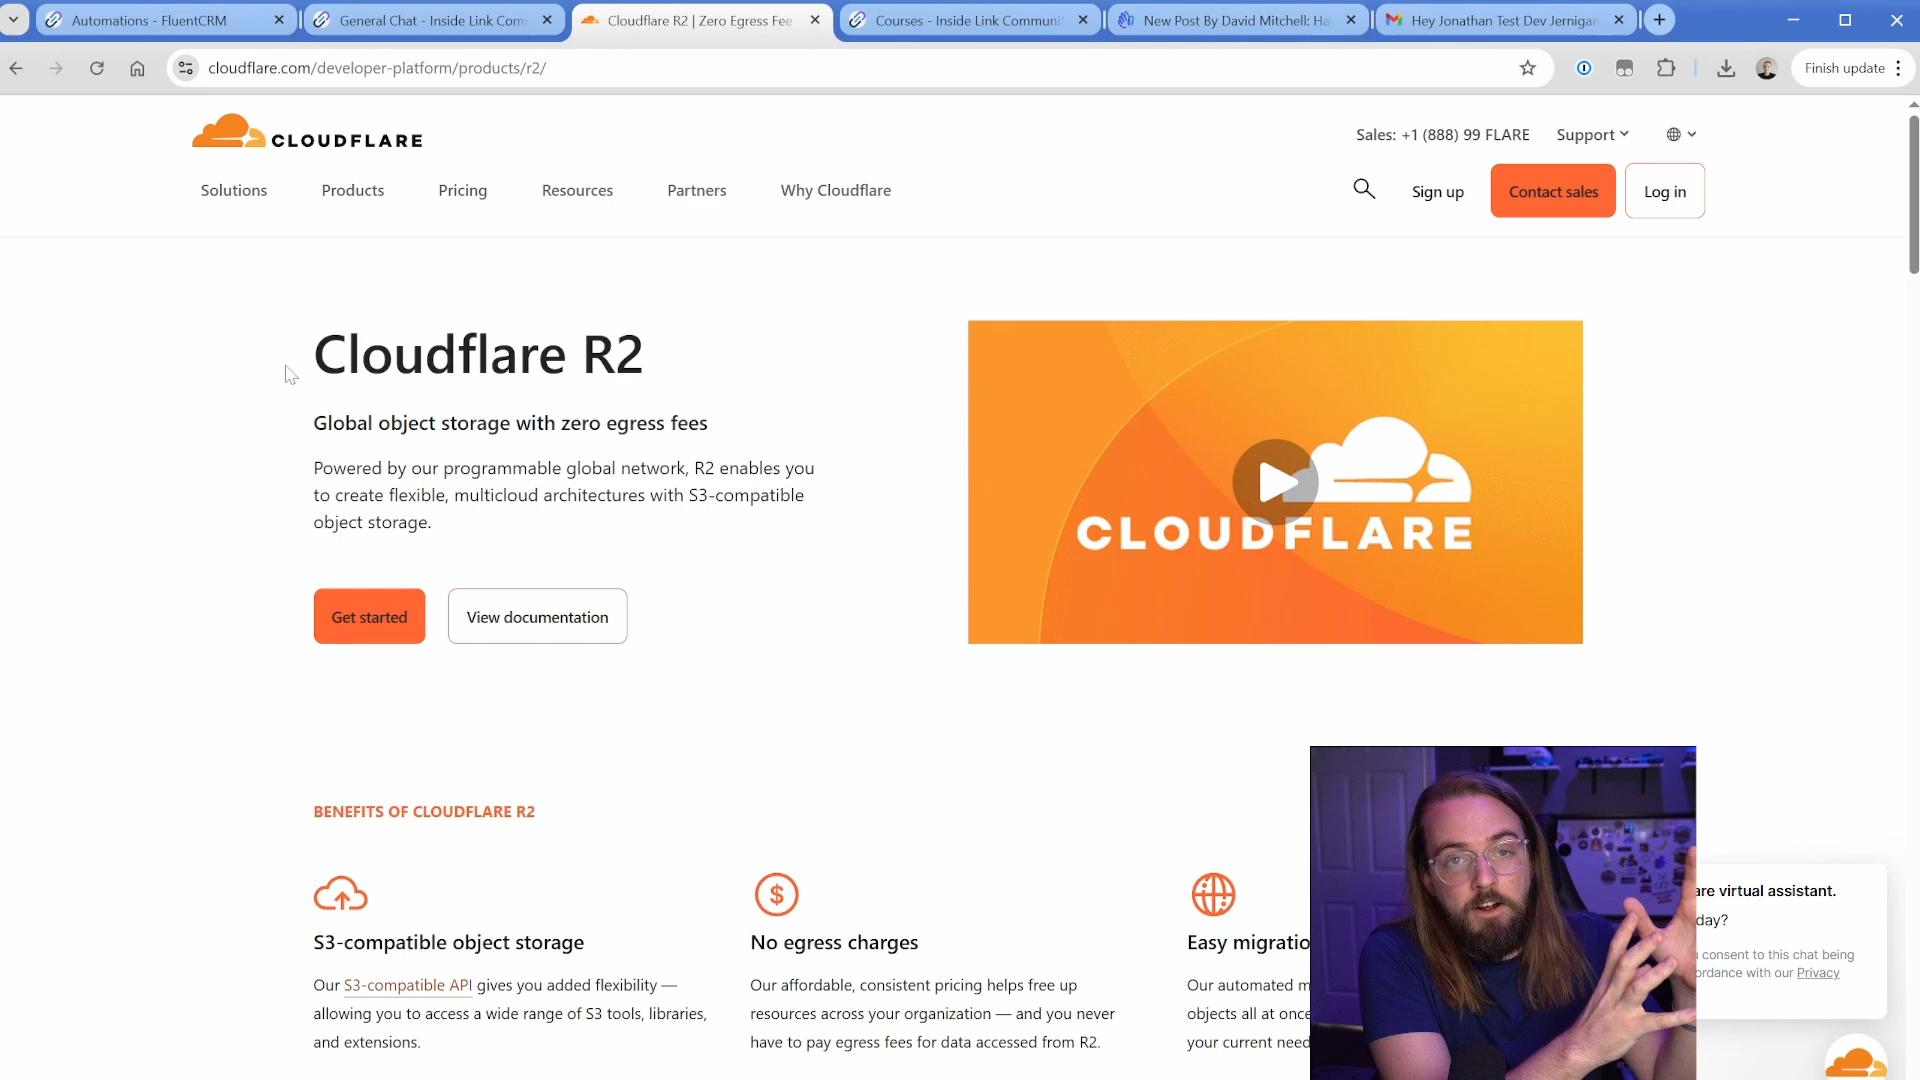 Automations - FluentCRM
General Chat - Inside Link Com
Cloudflare R2 | Zero Egress Fee
Courses - Inside Link Communi
New Post By David Mitchell: Ha
Hey Jonathan Test Dev Jernigan
cloudflare.com/developer-platform/products/r2/
Finish update
CLOUDFLARE
Sales: +1 (888) 99 FLARE
Support
Solutions
Products
Pricing
Resources
Partners
Why Cloudflare
Sign up
Contact sales
Log in
Cloudflare R2
Global object storage with zero egress fees
Powered by our programmable global network, R2 enables you
to create flexible, multicloud architectures with S3-compatible
object storage.
Get started
View documentation
CLOUDFLARE
BENEFITS OF CLOUDFLARE R2
S3-compatible object storage
Our S3-compatible API gives you added flexibility —
allowing you to access a wide range of S3 tools, libraries,
and extensions.
No egress charges
Our affordable, consistent pricing helps free up
resources across your organization — and you never
have to pay egress fees for data accessed from R2.
Easy migratio
Our automated m
objects all at once
your current need
are virtual assistant.
day?
consent to this chat being
ordance with our Privacy